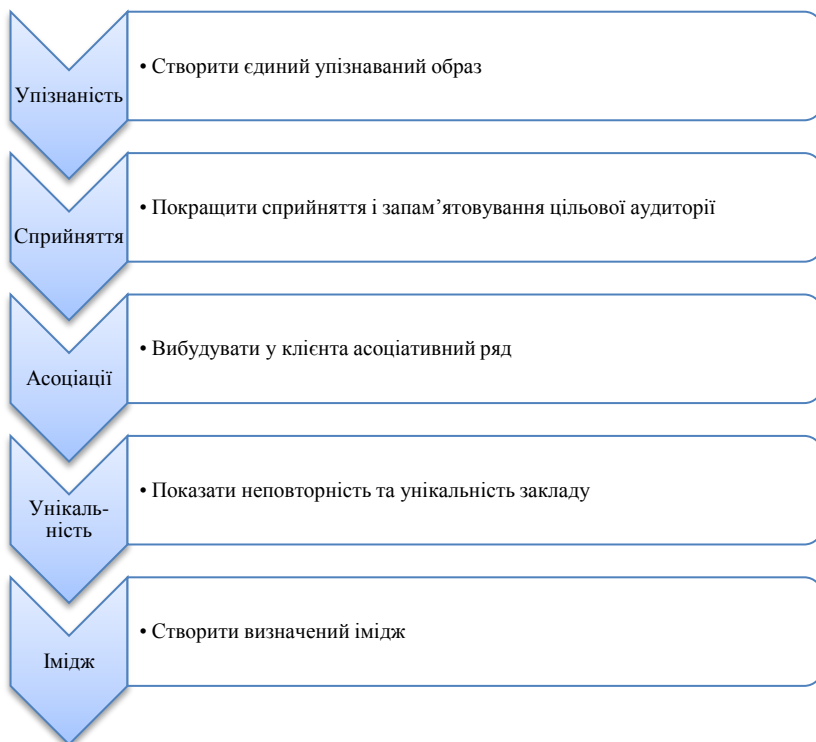 Упізнаність
• Створити єдиний упізнаваний образ
Сприйняття
• Покращити сприйняття і запам’ятовування цільової аудиторії
Асоціації
• Вибудувати у клієнта асоціативний ряд
Унікаль-
ність
• Показати неповторність та унікальність закладу
Імідж
• Створити визначений імідж